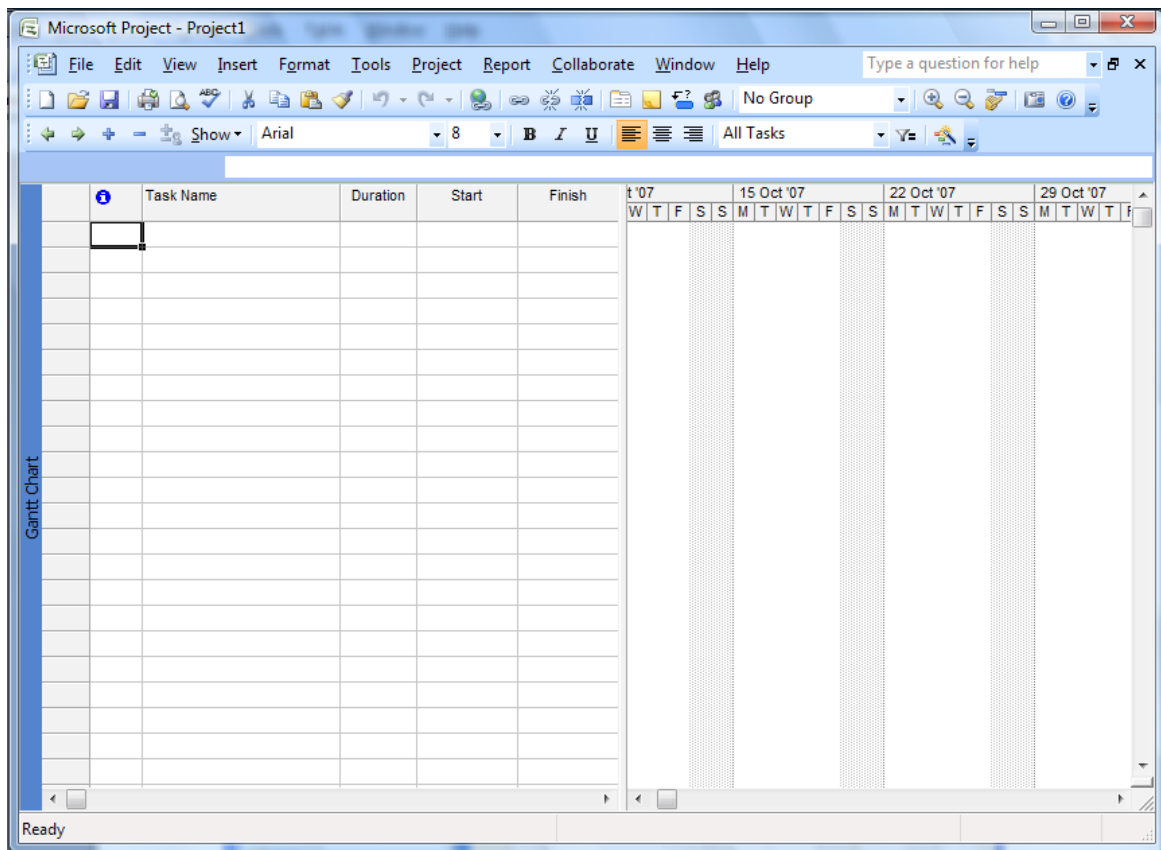 Microsoft Project - Project1
File Edit View Insert Format Tools Project Report Collaborate Window Help Type a question for help
ABC No Group
Show Arial 8 B I U All Tasks
Task Name Duration Start Finish t '07 15 Oct '07 22 Oct '07 29 Oct '07
W T F S S M T W T F S S M T W T F S S M T W T F
Gantt Chart
Ready